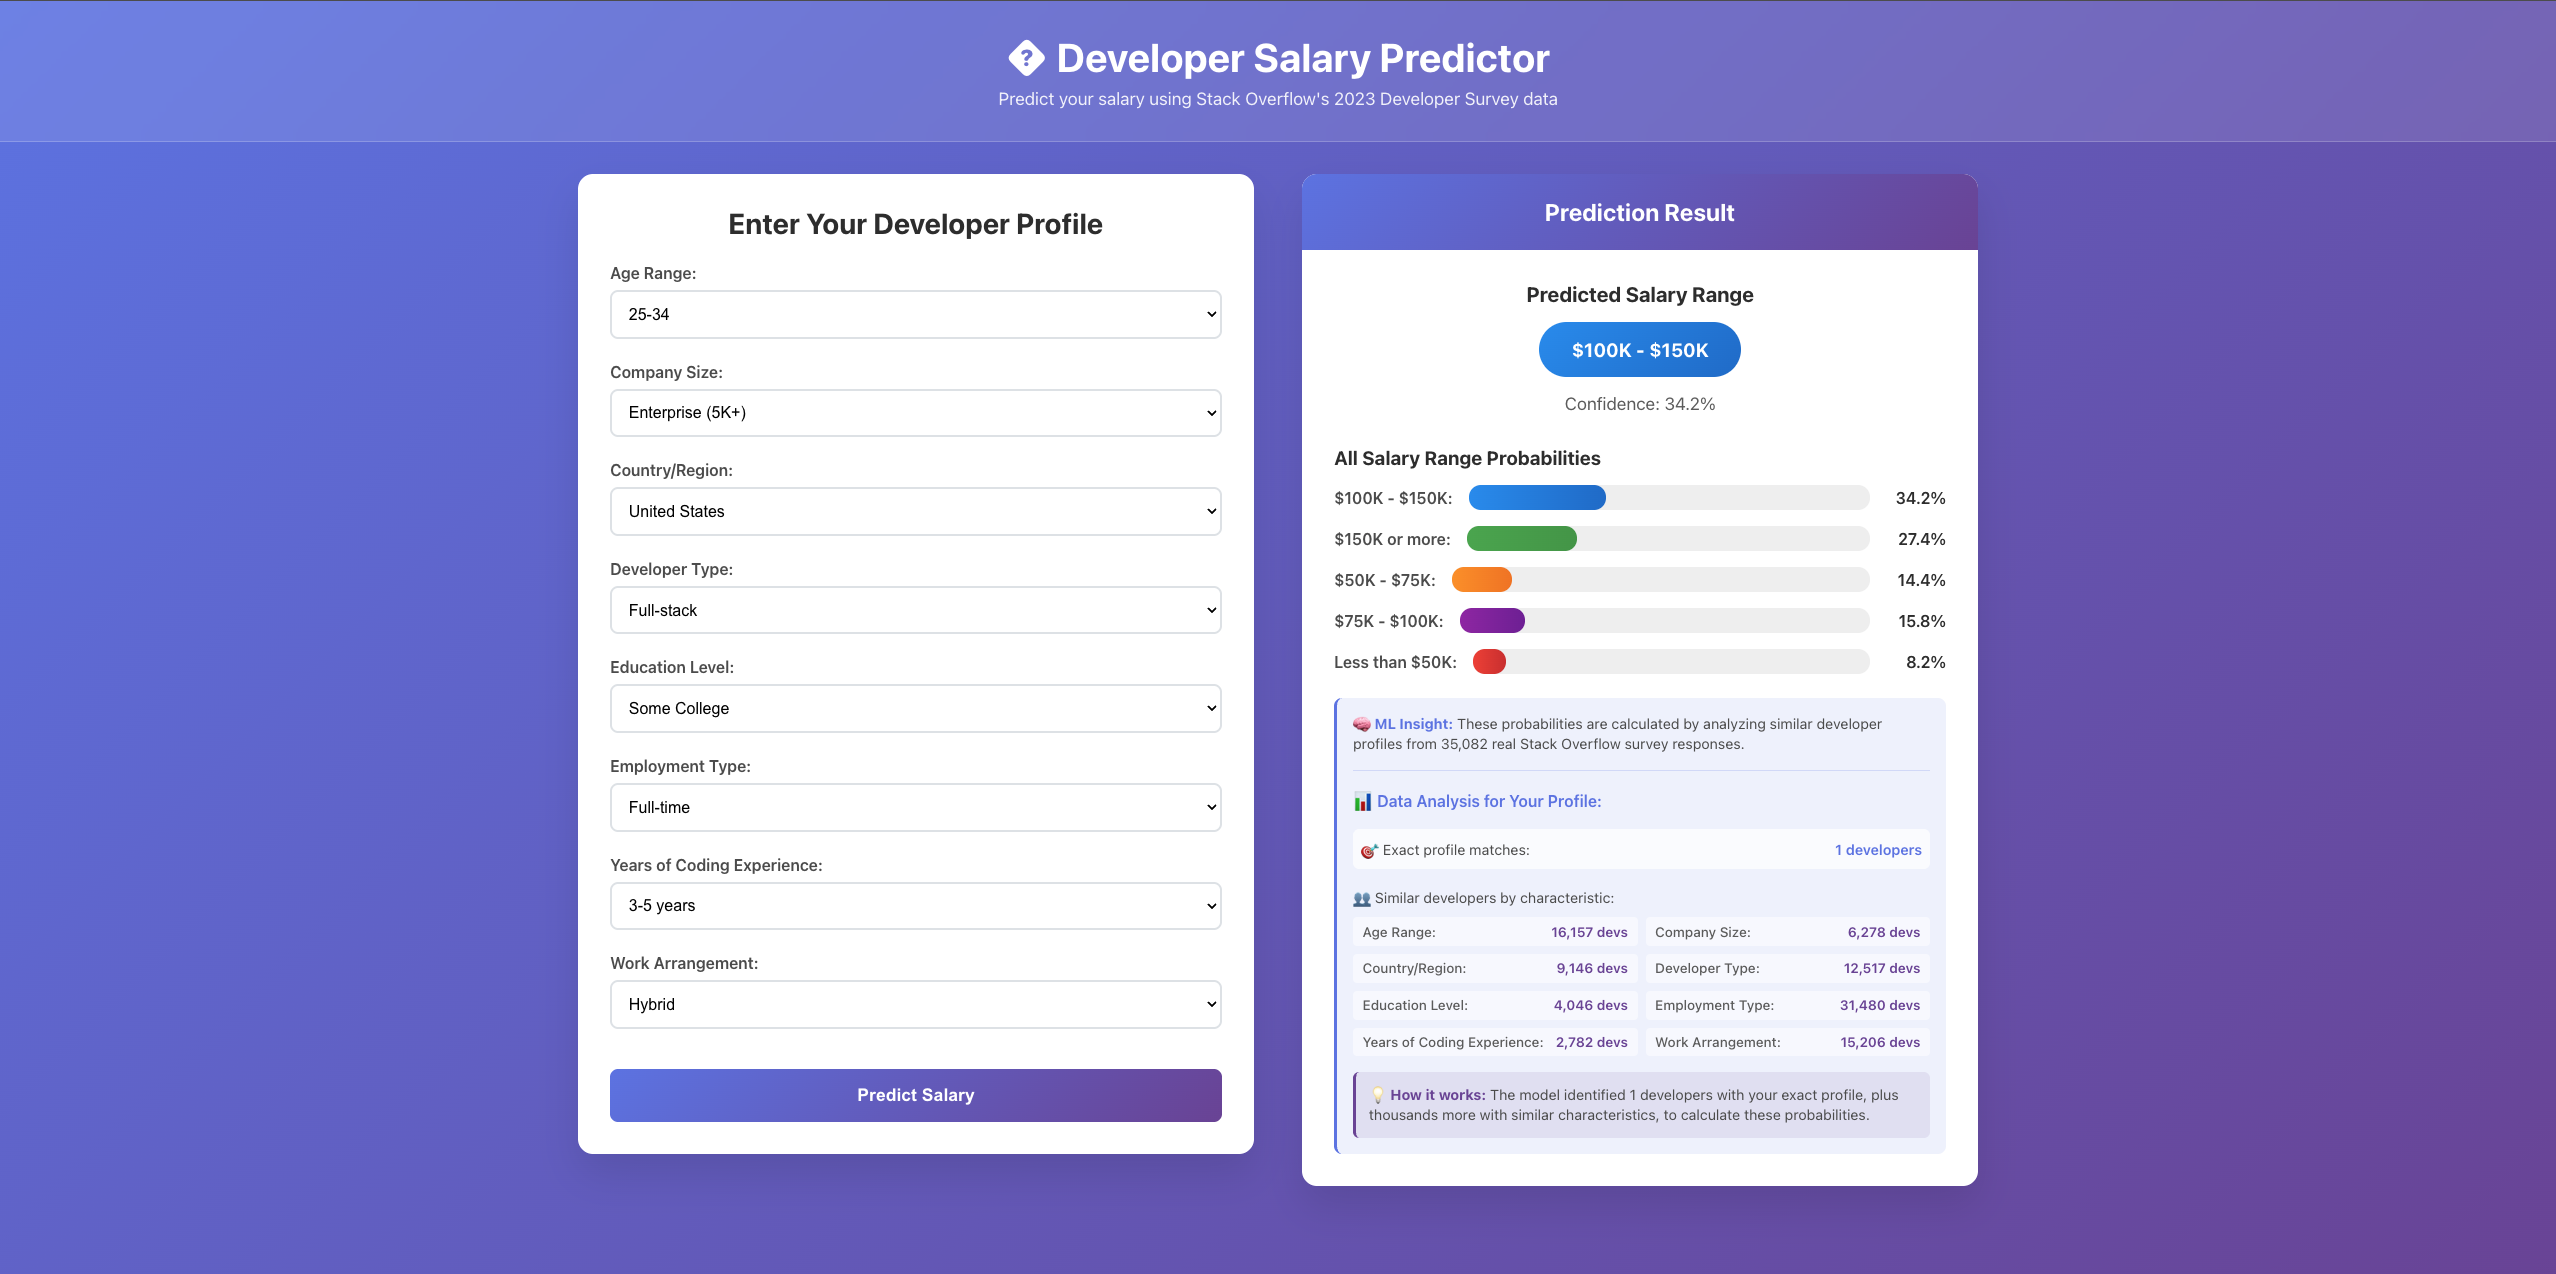 Developer Salary Predictor
Predict your salary using Stack Overflow's 2023 Developer Survey data
Enter Your Developer Profile
Age Range:
25-34
Company Size:
Enterprise (5K+)
Country/Region:
United States
Developer Type:
Full-stack
Education Level:
Some College
Employment Type:
Full-time
Years of Coding Experience:
3-5 years
Work Arrangement:
Hybrid
Predict Salary
Prediction Result
Predicted Salary Range
$100K - $150K
Confidence: 34.2%
All Salary Range Probabilities
$100K - $150K: 34.2%
$150K or more: 27.4%
$50K - $75K: 14.4%
$75K - $100K: 15.8%
Less than $50K: 8.2%
🧠 ML Insight: These probabilities are calculated by analyzing similar developer
profiles from 35,082 real Stack Overflow survey responses.
📊 Data Analysis for Your Profile:
🎯 Exact profile matches: 1 developers
👥 Similar developers by characteristic:
Age Range: 16,157 devs Company Size: 6,278 devs
Country/Region: 9,146 devs Developer Type: 12,517 devs
Education Level: 4,046 devs Employment Type: 31,480 devs
Years of Coding Experience: 2,782 devs Work Arrangement: 15,206 devs
💡 How it works: The model identified 1 developers with your exact profile, plus
thousands more with similar characteristics, to calculate these probabilities.